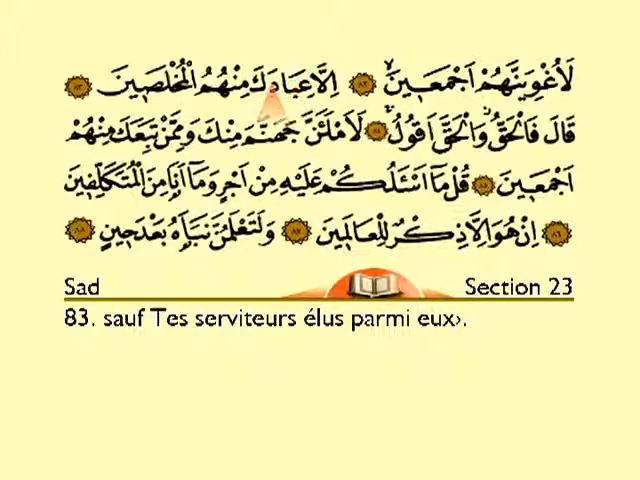 لَأُغْوِيَنَّهُمْ اَجْمَعٖينَۙ ﴿٨٢﴾ اِلَّا عِبَادَكَ مِنْهُمُ الْمُخْلَصٖينَ ﴿٨٣﴾
قَالَ فَالْحَقُّؗ وَالْحَقَّ اَقُولُۚ ﴿٨٤﴾ لَاَمْلَئَنَّ جَهَنَّمَ مِنْكَ وَمِمَّنْ تَبِعَكَ مِنْهُمْ
اَجْمَعٖينَ ﴿٨٥﴾ قُلْ مَٓا اَسْـَٔلُكُمْ عَلَيْهِ مِنْ اَجْرٍ وَمَٓا اَنَا۬ مِنَ الْمُتَكَلِّفٖينَ
﴿٨٦﴾ اِنْ هُوَ اِلَّا ذِكْرٌ لِلْعَالَمٖينَ ﴿٨٧﴾ وَلَتَعْلَمُنَّ نَبَاَهُ بَعْدَ حٖينٍ ﴿٨٨﴾
Sad Section 23
83. sauf Tes serviteurs élus parmi eux›.